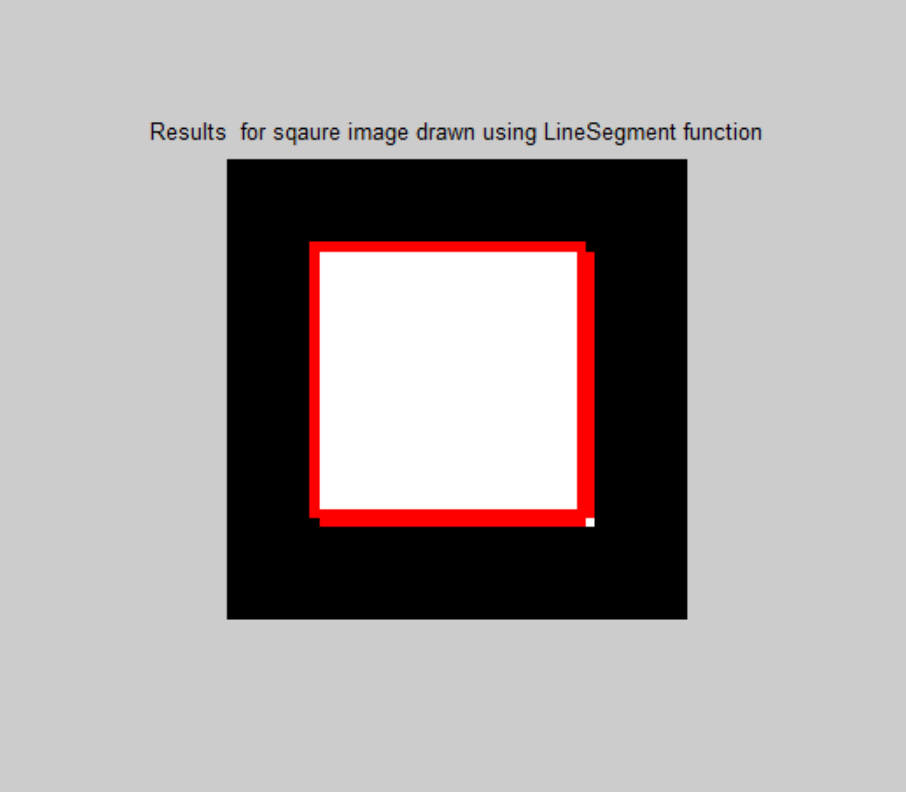 Results  for sqaure image drawn using LineSegment function